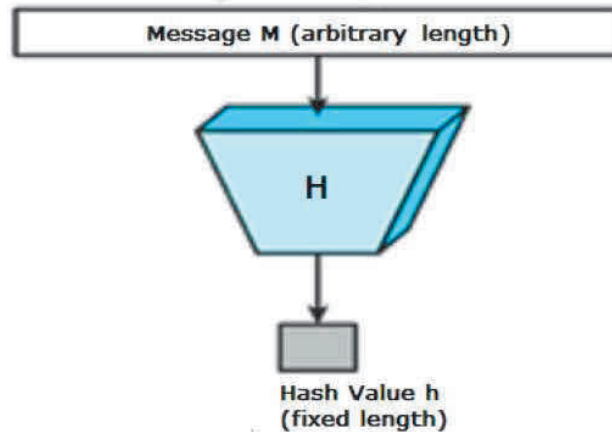 Message M (arbitrary length)
H
Hash Value h
(fixed length)